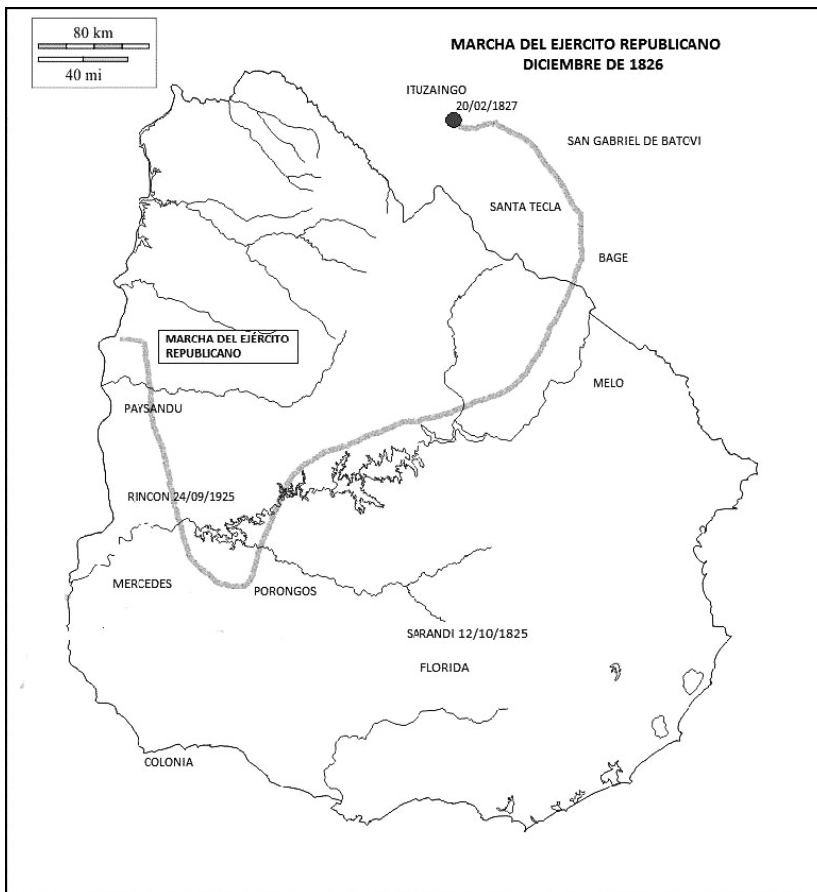 80 km
40 mi
MARCHA DEL EJERCITO REPUBLICANO
DICIEMBRE DE 1826
ITUZAINGO
20/02/1827
SAN GABRIEL DE BATOVI
SANTA TECLA
BAGE
MARCHA DEL EJÉRCITO
REPUBLICANO
MELO
PAYSANDU
RINCON 24/09/1925
MERCEDES
PORONGOS
SARANDI 12/10/1825
FLORIDA
COLONIA